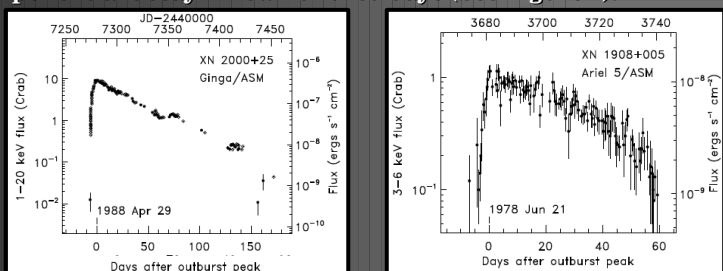 JD-2440000
7250 7300 7350 7400 7450
XN 2000+25
Ginga/ASM
1-20 keV flux (Crab)
10
1
10⁻¹
10⁻²
10⁻⁶
10⁻⁷
10⁻⁸
10⁻⁹
10⁻¹⁰
Flux (ergs s⁻¹ cm⁻²)
1988 Apr 29
0 50 100 150
Days after outburst peak
3680 3700 3720 3740
XN 1908+005
Ariel 5/ASM
3-6 keV flux (Crab)
1
10⁻¹
10⁻⁸
10⁻⁹
Flux (ergs s⁻¹ cm⁻²)
1978 Jun 21
0 20 40 60
Days after outburst peak